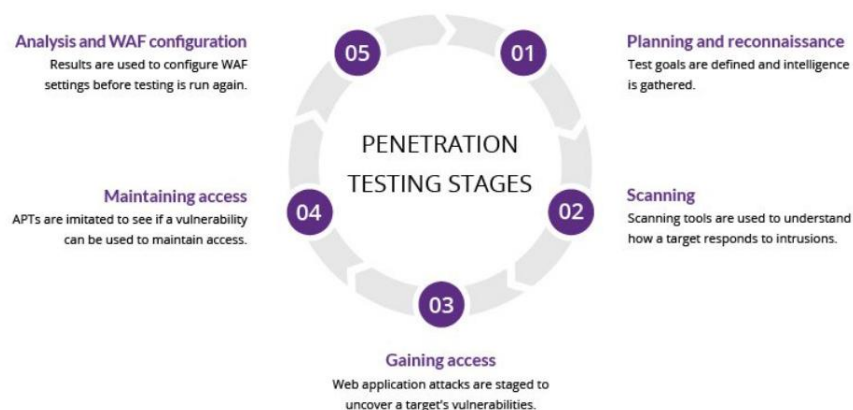 PENETRATION
TESTING STAGES
01
Planning and reconnaissance
Test goals are defined and intelligence
is gathered.
02
Scanning
Scanning tools are used to understand
how a target responds to intrusions.
03
Gaining access
Web application attacks are staged to
uncover a target's vulnerabilities.
04
Maintaining access
APTs are imitated to see if a vulnerability
can be used to maintain access.
05
Analysis and WAF configuration
Results are used to configure WAF
settings before testing is run again.